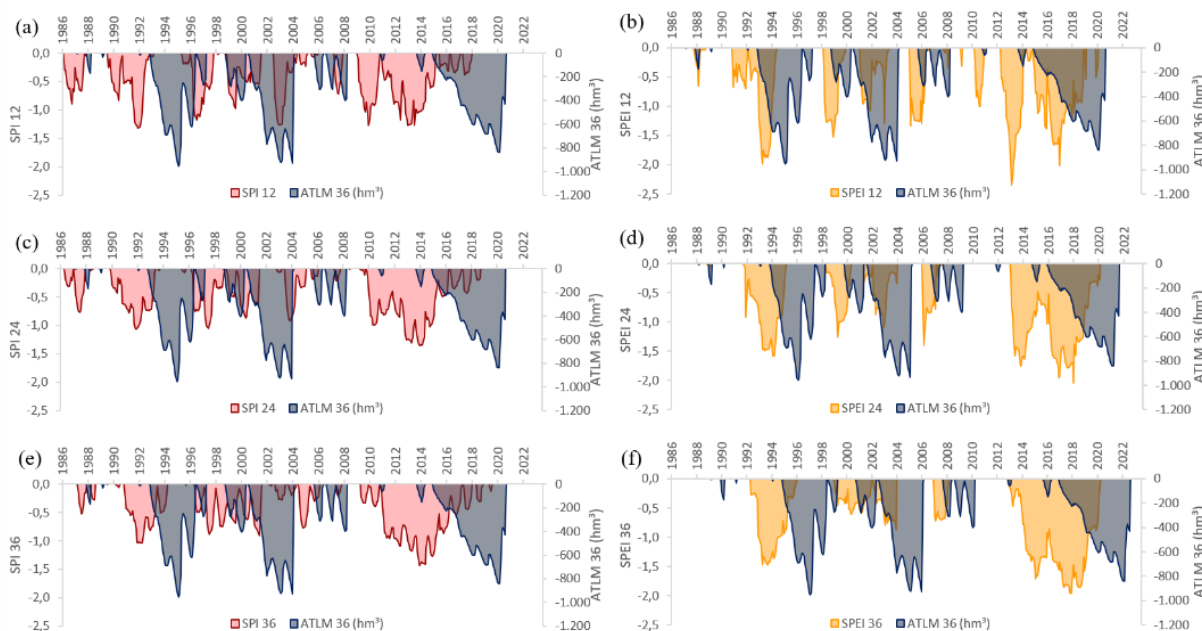 (a)
1986 1988 1990 1992 1994 1996 1998 2000 2002 2004 2006 2008 2010 2012 2014 2016 2018 2020 2022
0,0 0
-0,5 -200
-1,0 -400
-1,5 -600
-2,0 -800
-2,5 -1.000
-1.200
SPI 12
ATLM 36 (hm³)
SPI 12 ATLM 36 (hm³)
(b)
1986 1988 1990 1992 1994 1996 1998 2000 2002 2004 2006 2008 2010 2012 2014 2016 2018 2020 2022
0,0 0
-0,5 -200
-1,0 -400
-1,5 -600
-2,0 -800
-2,5 -1.000
-1.200
SPEI 12
ATLM 36 (hm³)
SPEI 12 ATLM 36 (hm³)
(c)
1986 1988 1990 1992 1994 1996 1998 2000 2002 2004 2006 2008 2010 2012 2014 2016 2018 2020 2022
0,0 0
-0,5 -200
-1,0 -400
-1,5 -600
-2,0 -800
-2,5 -1.000
-1.200
SPI 24
ATLM 36 (hm³)
SPI 24 ATLM 36 (hm³)
(d)
1986 1988 1990 1992 1994 1996 1998 2000 2002 2004 2006 2008 2010 2012 2014 2016 2018 2020 2022
0,0 0
-0,5 -200
-1,0 -400
-1,5 -600
-2,0 -800
-2,5 -1.000
-1.200
SPEI 24
ATLM 36 (hm³)
SPEI 24 ATLM 36 (hm³)
(e)
1986 1988 1990 1992 1994 1996 1998 2000 2002 2004 2006 2008 2010 2012 2014 2016 2018 2020 2022
0,0 0
-0,5 -200
-1,0 -400
-1,5 -600
-2,0 -800
-2,5 -1.000
-1.200
SPI 36
ATLM 36 (hm³)
SPI 36 ATLM 36 (hm³)
(f)
1986 1988 1990 1992 1994 1996 1998 2000 2002 2004 2006 2008 2010 2012 2014 2016 2018 2020 2022
0,0 0
-0,5 -200
-1,0 -400
-1,5 -600
-2,0 -800
-2,5 -1.000
-1.200
SPEI 36
ATLM 36 (hm³)
SPEI 36 ATLM 36 (hm³)